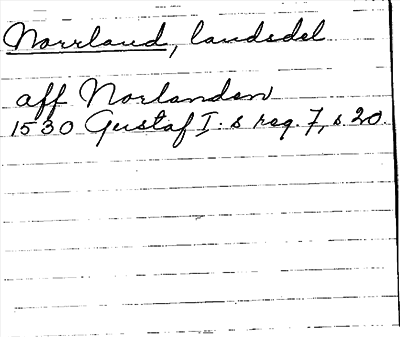 Norrland, landsdel
aff Norlanden
1530 Gustaf I.s reg. 7, s. 20.